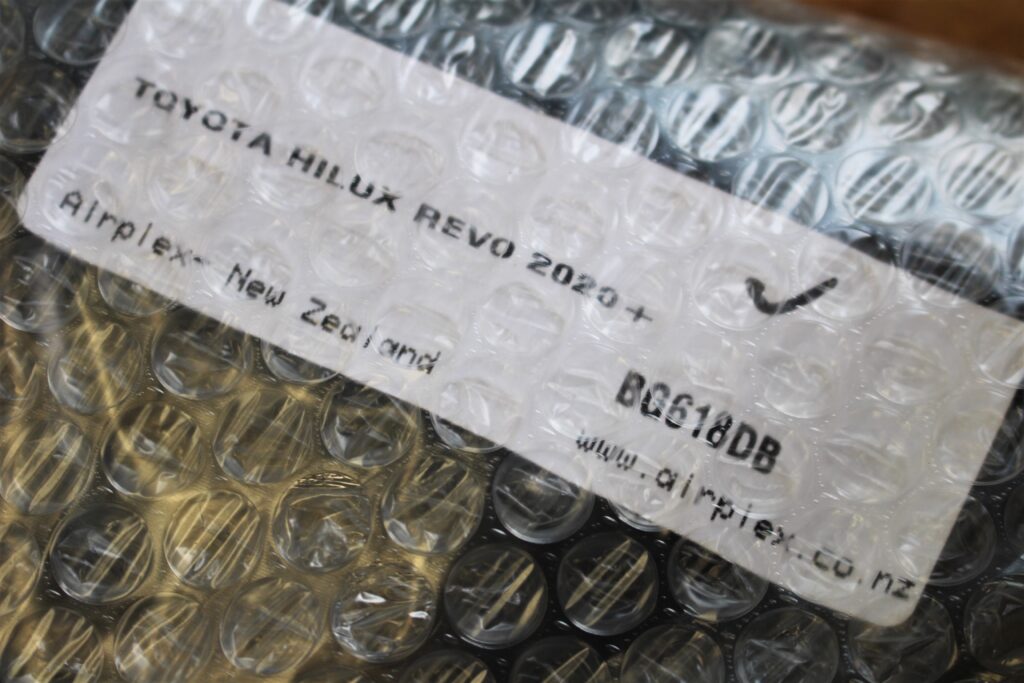 TOYOTA HILUX REVO 2020+
Airplex- New Zealand
BG618DB
www.airplex.co.nz